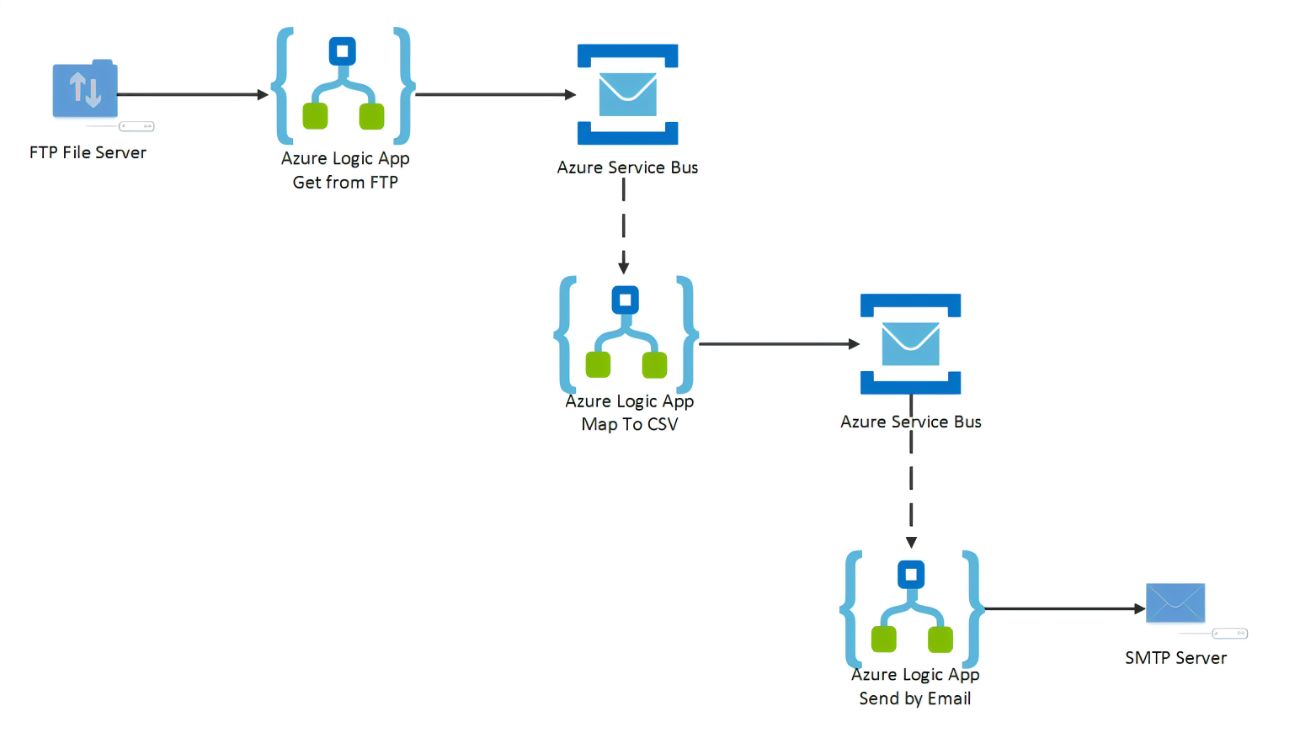 FTP File Server
Azure Logic App
Get from FTP
Azure Service Bus
Azure Logic App
Map To CSV
Azure Service Bus
Azure Logic App
Send by Email
SMTP Server